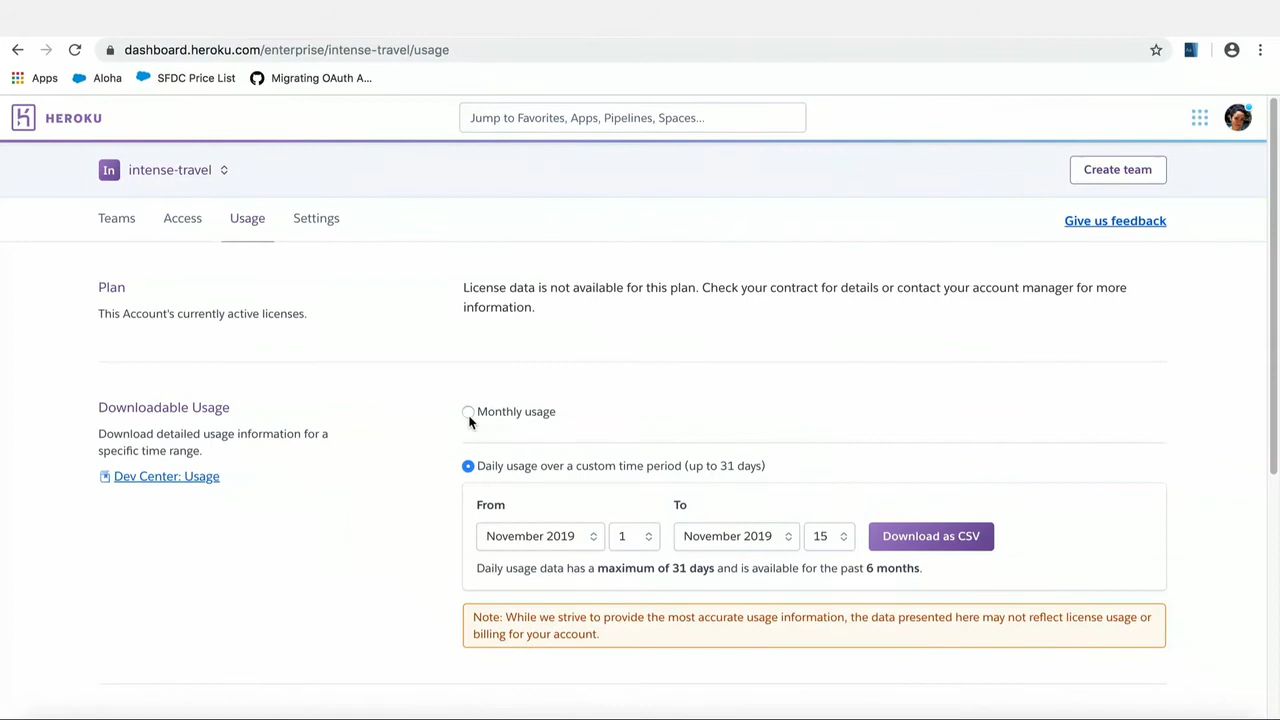 dashboard.heroku.com/enterprise/intense-travel/usage
Apps Aloha SFDC Price List Migrating OAuth A...
HEROKU
Jump to Favorites, Apps, Pipelines, Spaces...
In intense-travel
Create team
Teams Access Usage Settings
Give us feedback
Plan
This Account's currently active licenses.
License data is not available for this plan. Check your contract for details or contact your account manager for more
information.
Downloadable Usage
Download detailed usage information for a
specific time range.
Dev Center: Usage
Monthly usage
Daily usage over a custom time period (up to 31 days)
From To
November 2019 1 November 2019 15 Download as CSV
Daily usage data has a maximum of 31 days and is available for the past 6 months.
Note: While we strive to provide the most accurate usage information, the data presented here may not reflect license usage or
billing for your account.